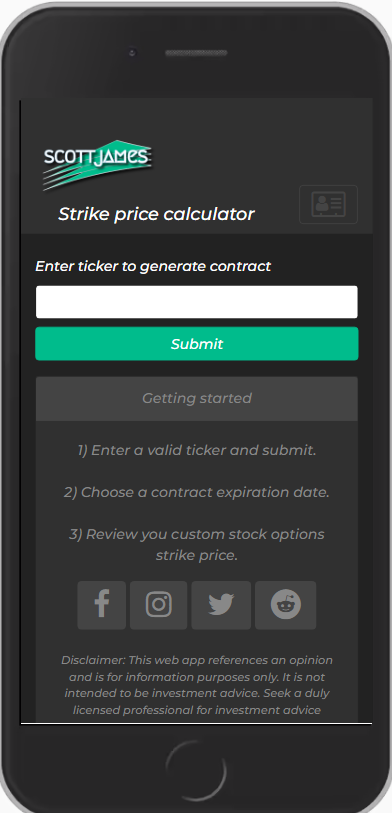 SCOTTJAMES
Strike price calculator
Enter ticker to generate contract
Submit
Getting started
1) Enter a valid ticker and submit.
2) Choose a contract expiration date.
3) Review you custom stock options
strike price.
Disclaimer: This web app references an opinion
and is for information purposes only. It is not
intended to be investment advice. Seek a duly
licensed professional for investment advice